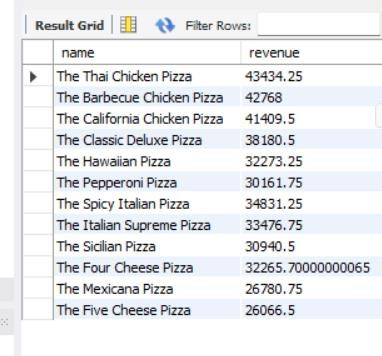 Result Grid Filter Rows:
name revenue
The Thai Chicken Pizza 43434.25
The Barbecue Chicken Pizza 42768
The California Chicken Pizza 41409.5
The Classic Deluxe Pizza 38180.5
The Hawaiian Pizza 32273.25
The Pepperoni Pizza 30161.75
The Spicy Italian Pizza 34831.25
The Italian Supreme Pizza 33476.75
The Sicilian Pizza 30940.5
The Four Cheese Pizza 32265.70000000065
The Mexicana Pizza 26780.75
The Five Cheese Pizza 26066.5